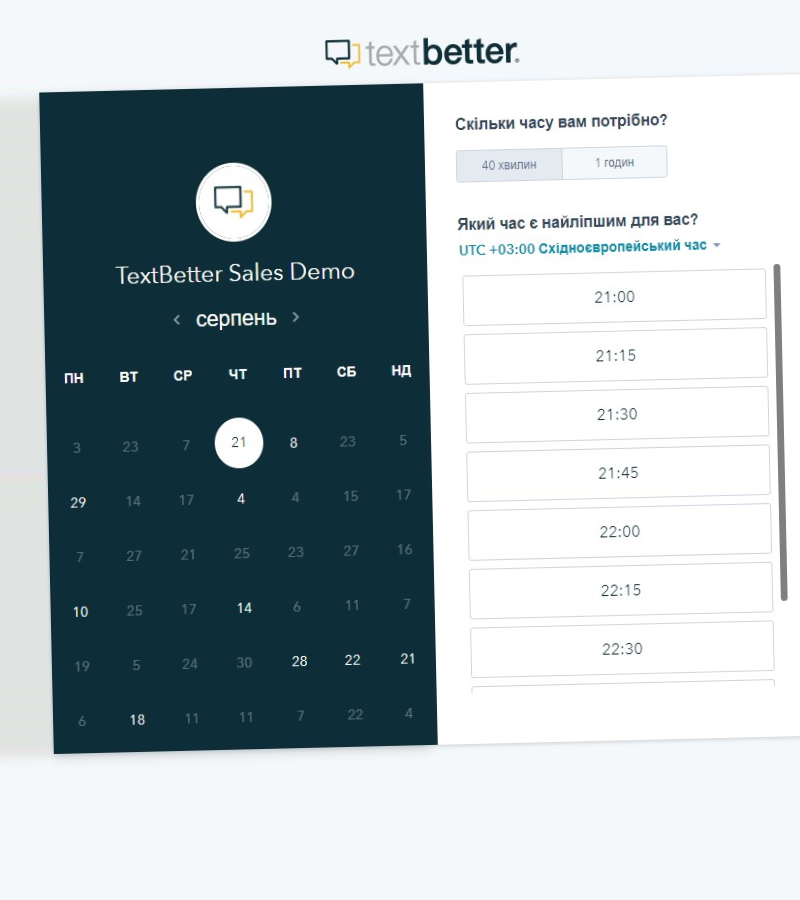 textbetter.
TextBetter Sales Demo
серпень
ПН ВТ СР ЧТ ПТ СБ НД
3 23 7 21 8 23 5
29 14 17 4 4 15 17
7 27 21 25 23 27 16
10 25 17 14 6 11 7
19 5 24 30 28 22 21
6 18 11 11 7 22 4
Скільки часу вам потрібно?
40 хвилин 1 годин
Який час є найліпшим для вас?
UTC +03:00 Східноєвропейський час
21:00
21:15
21:30
21:45
22:00
22:15
22:30